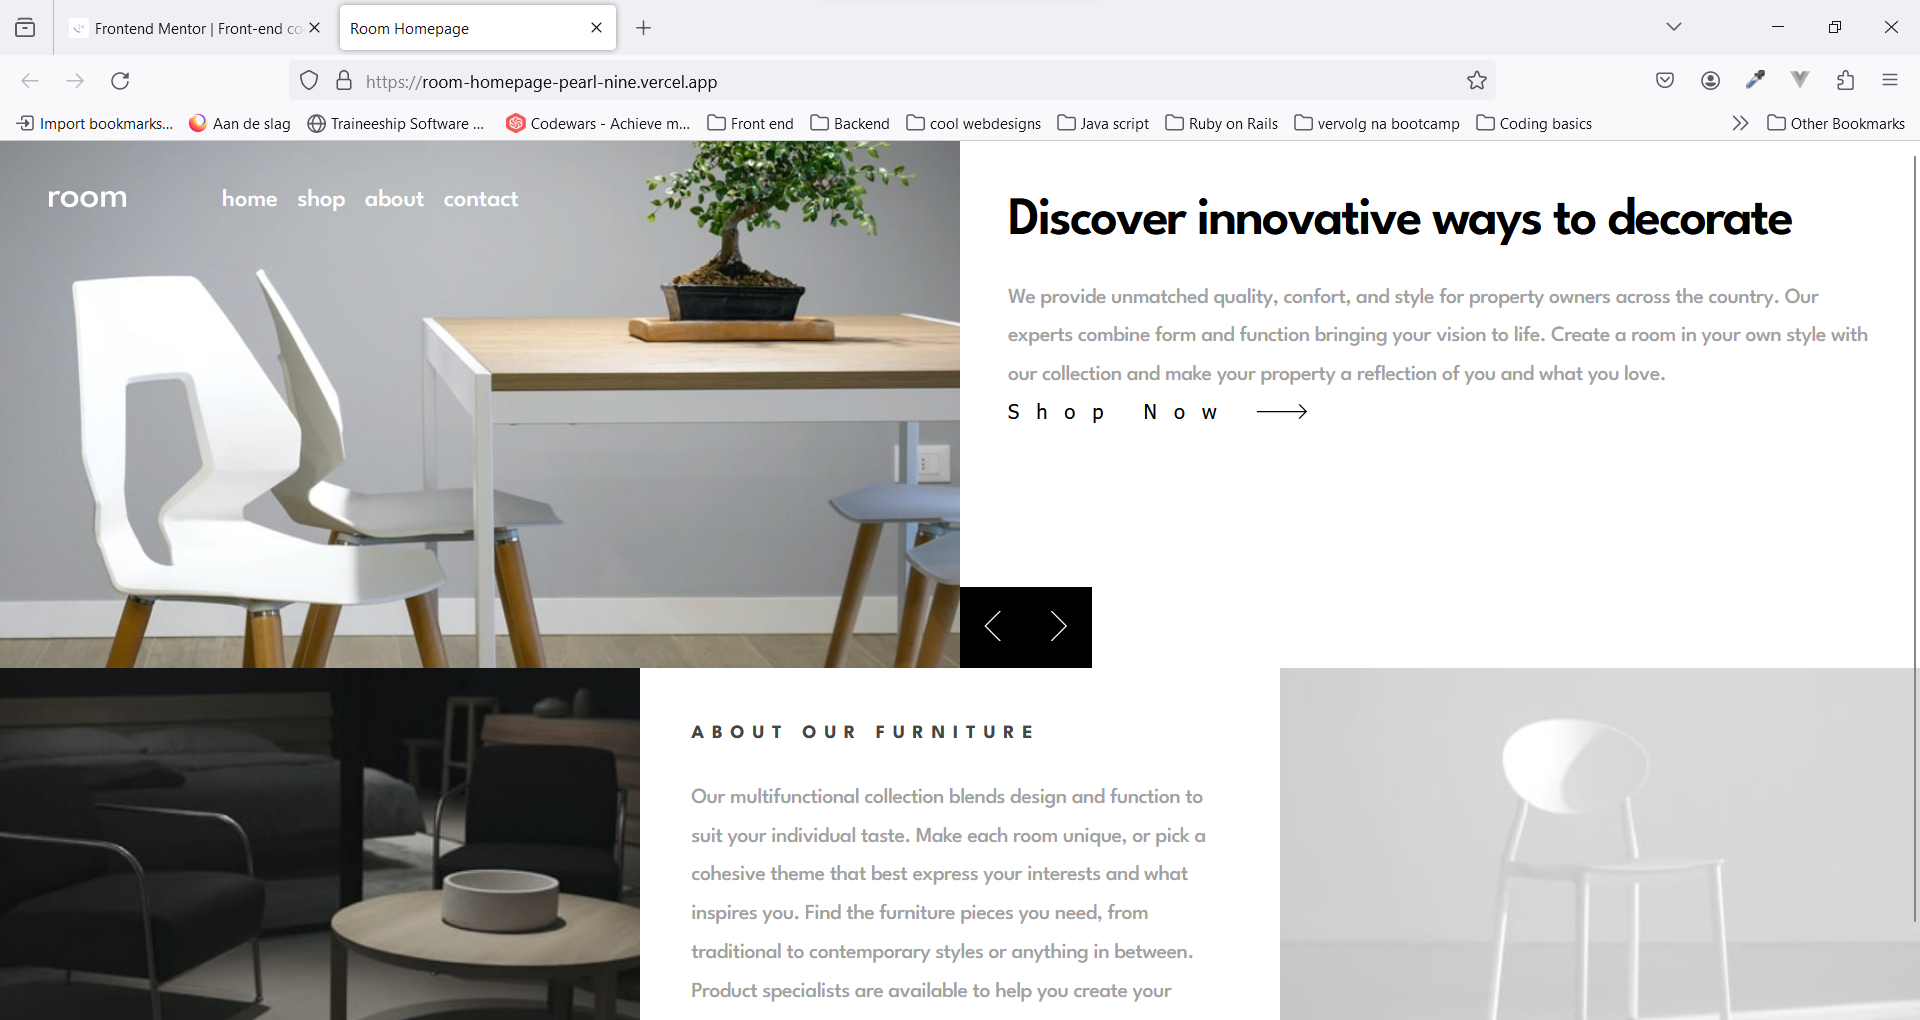 Frontend Mentor | Front-end co
Room Homepage
https://room-homepage-pearl-nine.vercel.app
Import bookmarks... Aan de slag Traineeship Software ... Codewars - Achieve m... Front end Backend cool webdesigns Java script Ruby on Rails vervolg na bootcamp Coding basics Other Bookmarks
room home shop about contact
Discover innovative ways to decorate
We provide unmatched quality, confort, and style for property owners across the country. Our
experts combine form and function bringing your vision to life. Create a room in your own style with
our collection and make your property a reflection of you and what you love.
Shop Now
ABOUT OUR FURNITURE
Our multifunctional collection blends design and function to
suit your individual taste. Make each room unique, or pick a
cohesive theme that best express your interests and what
inspires you. Find the furniture pieces you need, from
traditional to contemporary styles or anything in between.
Product specialists are available to help you create your